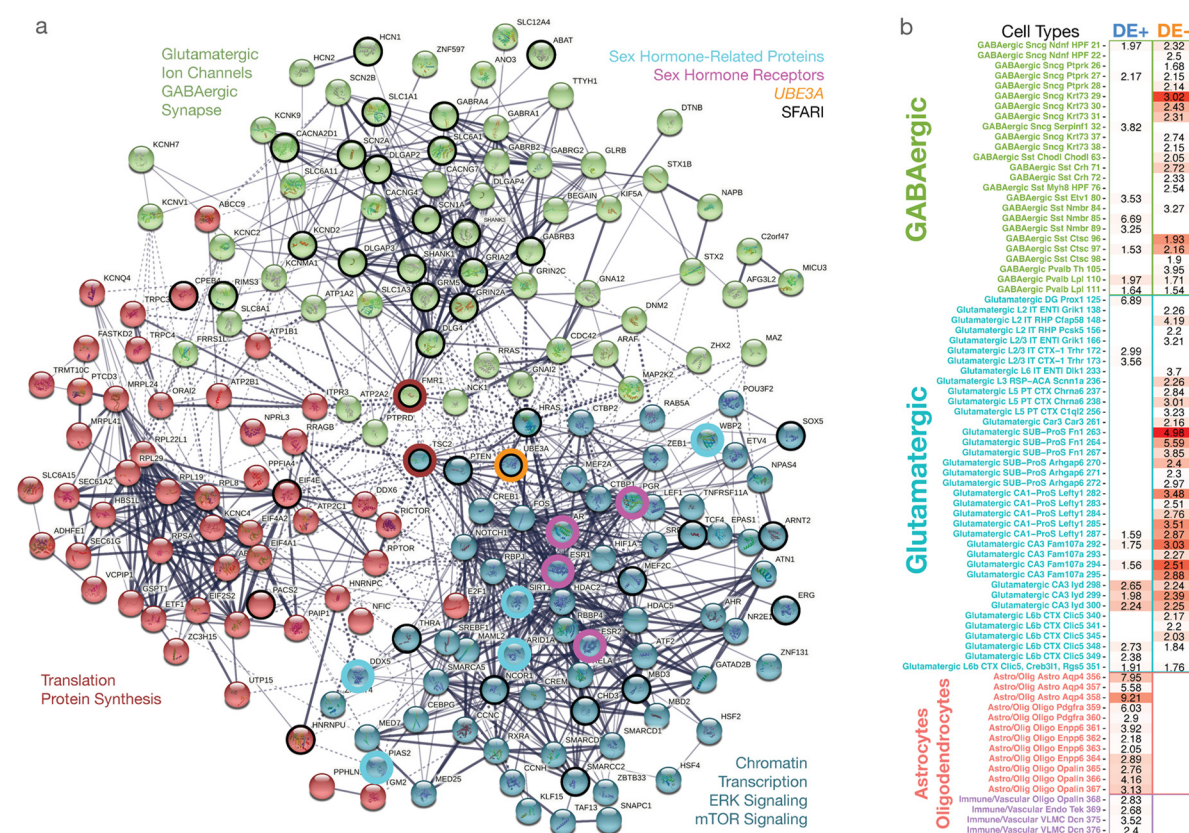 a
Glutamatergic
Ion Channels
GABAergic
Synapse
Sex Hormone-Related Proteins
Sex Hormone Receptors
UBE3A
SFARI
SLC12A4
HCN1
ABAT
ZNF597
HCN2
ANO3
SCN2B
TTYH1
SLC1A1
GABRA4
DTNB
GABRA1
KCNK9
CACNA2D1
SCN2A
SLC6A1
GABRB2
KCNH7
DLGAP2
GABRG2
GLRB
STX1B
SLC6A11
CACNG7
DLGAP4
CACNG4
BEGAIN
KIF5A
NAPB
KCNV1
ABCC9
SCN1A
SHANK3
KCND2
KCNC2
DLGAP3
SHANK1
GABRB3
C2orf47
KCNMA1
GRIA2
STX2
MICU3
KCNQ4
CPEB4
RIMS3
GRM5
GRIN2C
GNA12
AFG3L2
TRPC3
ATP1A2
SLC1A3
GRIN2A
SLC8A1
DNM2
FASTKD2
TRPC4
ATP1B1
DLG4
CDC42
ARAF
MAZ
FRRS1L
RRAS
ZHX2
TRMT10C
PTCD3
GNAI2
MAP2K2
MRPL24
ORAI2
ATP2B1
ITPR3
ATP2A2
FMR1
NCK1
POU3F2
PTPRD
HRAS
CTBP2
RAB5A
MRPL41
NPRL3
RRAGB
SOX5
WBP2
RPL22L1
TSC2
ZEB1
ETV4
RPL29
PTEN
UBE3A
PPFIA4
MEF2A
NPAS4
SLC6A15
SEC61A2
RPL19
RPL8
EIF4E
DDX6
CTBP1
PGR
HBS1L
CREB1
LEF1
TNFRSF11A
ATP2C1
RICTOR
FOS
KCNC4
EIF4A2
AR
TCF4
EPAS1
ARNT2
ADHFE1
NOTCH1
SEC61G
RPSA
EIF4A1
RPTOR
RBPJ
ESR1
HIF1A
ATN1
VCPIP1
HNRNPC
SIRT1
HDAC2
MEF2C
GSPT1
EIF2S2
PACS2
E2F1
AHR
ERG
ETF1
PAIP1
NFIC
RBBP4
HDAC5
NR2E1
THRA
SREBF1
ESR2
ZC3H15
MAML2
ARID1A
ATF2
DDX5
RELA
ZNF131
SMARCA5
GATAD2B
Translation
Protein Synthesis
NCOR1
MBD3
UTP15
CREM
CEBPG
CHD3
MBD2
HNRNPU
MED7
CCNC
HSF2
RXRA
SMARCD1
PIAS2
CCNH
SMARCC2
HSF4
MED25
ZBTB33
KLF15
SNAPC1
TAF13
Chromatin
Transcription
ERK Signaling
mTOR Signaling
b
Cell Types DE+ DE-
GABAergic
Glutamatergic
Astrocytes
Oligodendrocytes
GABAergic Sncg Ndnf HPF 21 1.97 2.32
GABAergic Sncg Ndnf HPF 22 2.5
GABAergic Sncg Ptprk 26 1.68
GABAergic Sncg Ptprk 27 2.17 2.15
GABAergic Sncg Ptprk 28 2.14
GABAergic Sncg Krt73 29 3.02
GABAergic Sncg Krt73 30 2.43
GABAergic Sncg Krt73 31 2.31
GABAergic Sncg Serpinf1 32 3.82
GABAergic Sncg Krt73 37 2.74
GABAergic Sncg Krt73 38 2.15
GABAergic Sst Chodl Chodl 63 2.05
GABAergic Sst Crh 71 2.72
GABAergic Sst Crh 72 2.33
GABAergic Sst Myh8 HPF 76 2.54
GABAergic Sst Etv1 80 3.53
GABAergic Sst Nmbr 84 3.27
GABAergic Sst Nmbr 85 6.69
GABAergic Sst Nmbr 89 3.25
GABAergic Sst Ctsc 96 1.93
GABAergic Sst Ctsc 97 1.53 2.16
GABAergic Sst Ctsc 98 1.9
GABAergic Pvalb Th 105 3.95
GABAergic Pvalb Lpl 110 1.97 1.71
GABAergic Pvalb Lpl 111 1.64 1.54
Glutamatergic DG Prox1 125 6.89
Glutamatergic L2 IT ENTl Grik1 138 2.26
Glutamatergic L2 IT RHP Cfap58 148 4.19
Glutamatergic L2 IT RHP Pcsk5 156 2.2
Glutamatergic L2/3 IT ENTl Grik1 166 3.21
Glutamatergic L2/3 IT CTX-1 Trhr 172 2.99
Glutamatergic L2/3 IT CTX-1 Trhr 173 3.56
Glutamatergic L6 IT ENTl Dlk1 233 3.7
Glutamatergic L3 RSP-ACA Scnn1a 236 2.26
Glutamatergic L5 PT CTX Chrna6 237 2.84
Glutamatergic L5 PT CTX Chrna6 238 3.01
Glutamatergic L5 PT CTX C1ql2 256 3.23
Glutamatergic Car3 Car3 261 2.16
Glutamatergic SUB-ProS Fn1 263 4.98
Glutamatergic SUB-ProS Fn1 264 5.59
Glutamatergic SUB-ProS Fn1 267 3.85
Glutamatergic SUB-ProS Arhgap6 270 2.4
Glutamatergic SUB-ProS Arhgap6 271 2.3
Glutamatergic SUB-ProS Arhgap6 272 2.97
Glutamatergic CA1-ProS Lefty1 282 3.48
Glutamatergic CA1-ProS Lefty1 283 2.51
Glutamatergic CA1-ProS Lefty1 284 2.76
Glutamatergic CA1-ProS Lefty1 285 3.51
Glutamatergic CA1-ProS Lefty1 287 1.59 2.87
Glutamatergic CA3 Fam107a 292 1.75 3.03
Glutamatergic CA3 Fam107a 293 2.27
Glutamatergic CA3 Fam107a 294 1.56 2.51
Glutamatergic CA3 Fam107a 295 2.88
Glutamatergic CA3 Iyd 298 2.65 2.24
Glutamatergic CA3 Iyd 299 1.98 2.39
Glutamatergic CA3 Iyd 300 2.24 2.25
Glutamatergic L6b CTX Clic5 340 2.17
Glutamatergic L6b CTX Clic5 341 2.2
Glutamatergic L6b CTX Clic5 345 2.03
Glutamatergic L6b CTX Clic5 348 2.73 1.84
Glutamatergic L6b CTX Clic5 349 2.38
Glutamatergic L6b CTX Clic5, Creb3l1, Rgs5 351 1.91 1.76
Astro/Olig Astro Aqp4 356 7.95
Astro/Olig Astro Aqp4 357 5.58
Astro/Olig Astro Aqp4 358 9.21
Astro/Olig Oligo Pdgfra 359 6.03
Astro/Olig Oligo Pdgfra 360 2.9
Astro/Olig Oligo Enpp6 361 3.92
Astro/Olig Oligo Enpp6 362 2.18
Astro/Olig Oligo Enpp6 363 2.05
Astro/Olig Oligo Enpp6 364 2.89
Astro/Olig Oligo Opalin 365 2.76
Astro/Olig Oligo Opalin 366 4.16
Astro/Olig Oligo Opalin 367 3.13
Immune/Vascular Oligo Opalin 368 2.83
Immune/Vascular Endo Tek 369 2.68
Immune/Vascular VLMC Dcn 375 3.52
Immune/Vascular VLMC Dcn 376 2.4